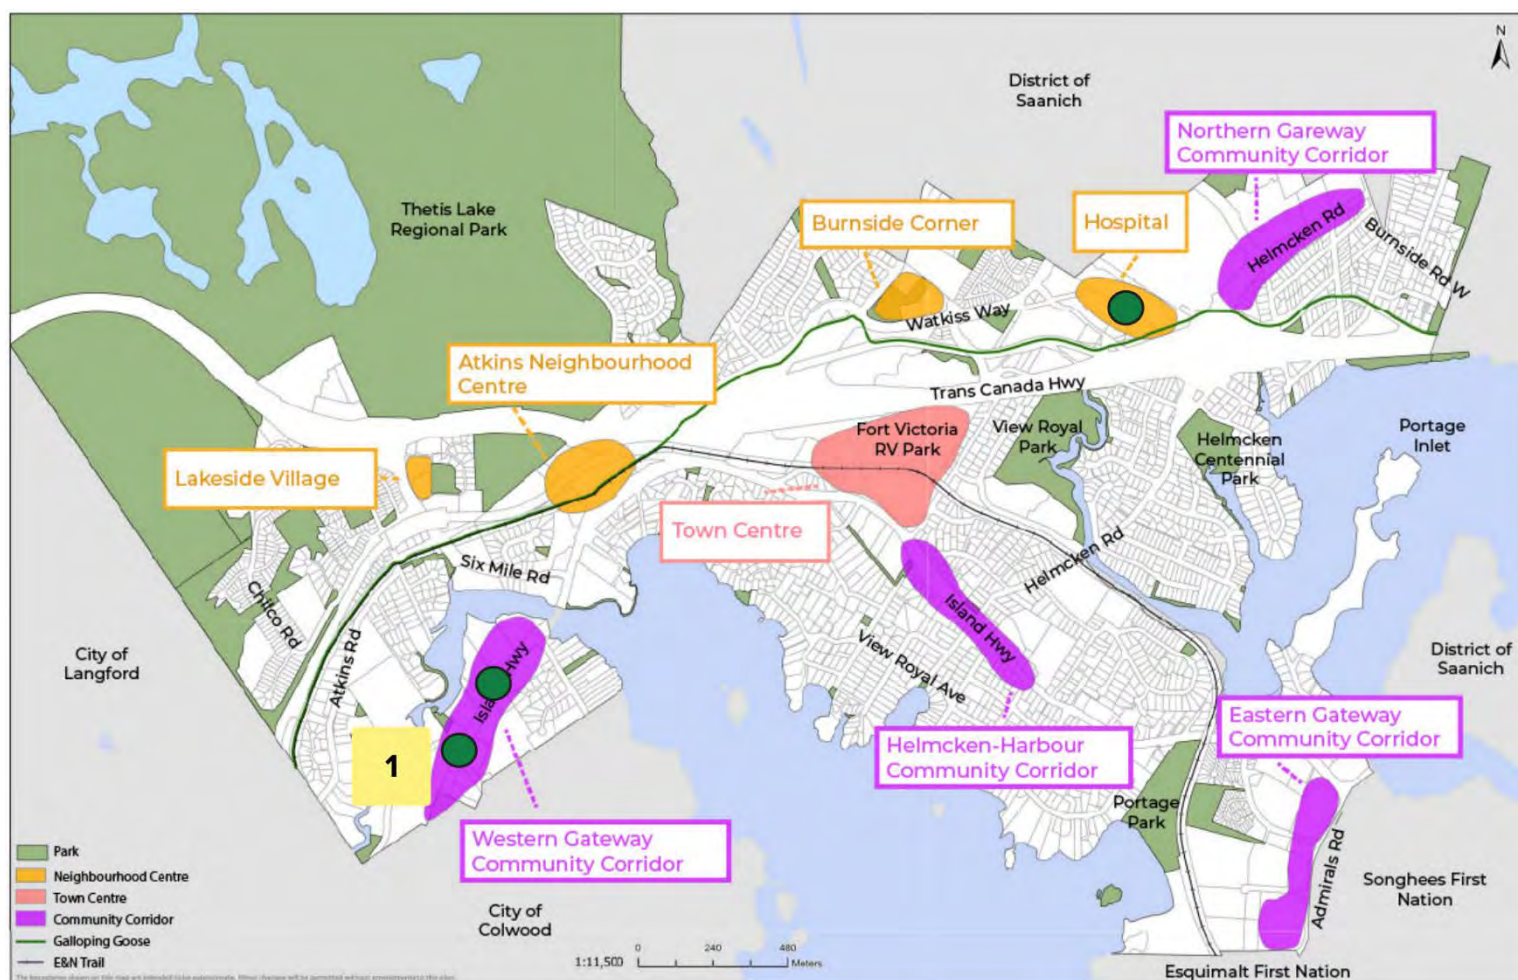 N
District of
Saanich
Northern Gareway
Community Corridor
Thetis Lake
Regional Park
Burnside Corner
Hospital
Helmcken Rd
Burnside Rd W
Watkiss Way
Atkins Neighbourhood
Centre
Trans Canada Hwy
Fort Victoria
RV Park
View Royal
Park
Helmcken
Centennial
Park
Portage
Inlet
Lakeside Village
Town Centre
Six Mile Rd
Helmcken Rd
Chilco Rd
Island Hwy
City of
Langford
Atkins Rd
Hwy
Isla
View Royal Ave
District of
Saanich
Eastern Gateway
Community Corridor
1
Helmcken-Harbour
Community Corridor
Portage
Park
Western Gateway
Community Corridor
Admirals Rd
Songhees First
Nation
City of
Colwood
Park
Neighbourhood Centre
Town Centre
Community Corridor
Galloping Goose
E&N Trail
1:11,500
0 240 480
Meters
Esquimalt First Nation